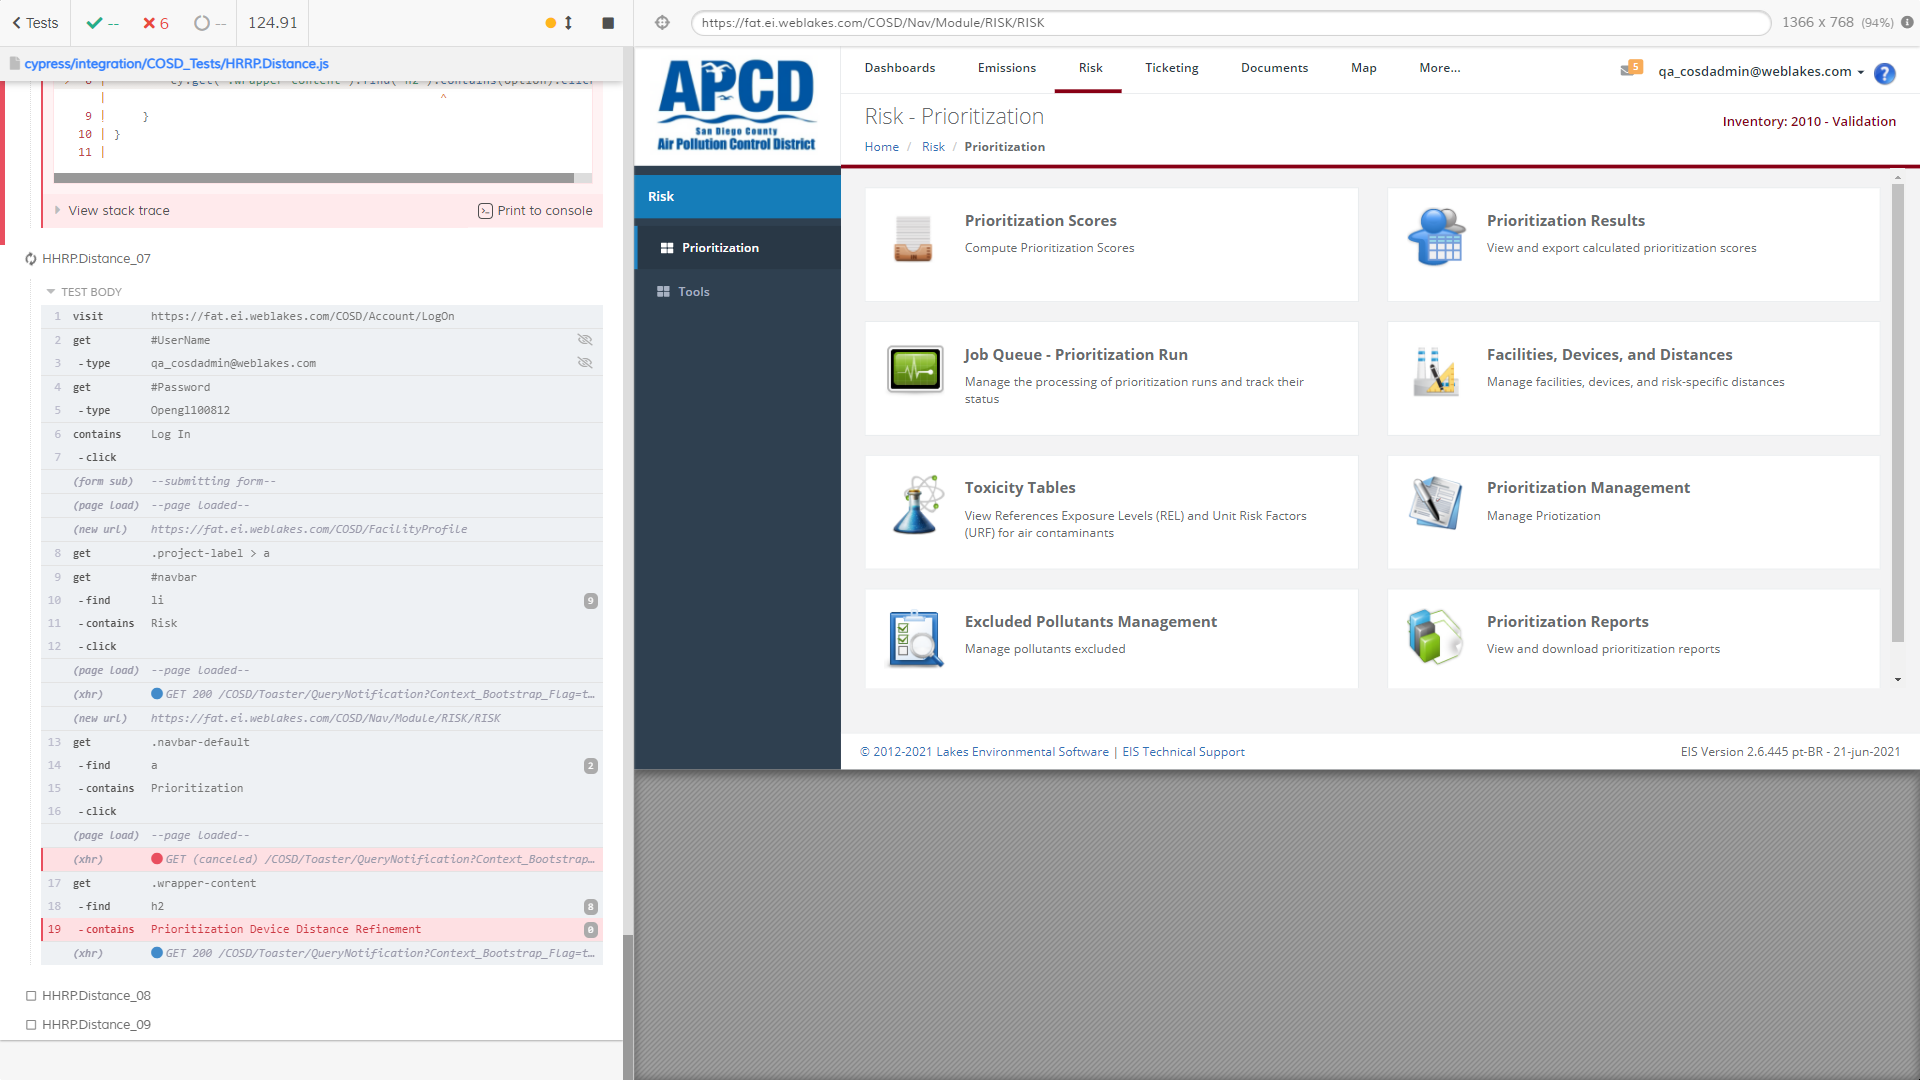 Tests
--
6
--
124.91
cypress/integration/COSD_Tests/HRRP.Distance.js
9 | }
10 | }
11 |
View stack trace
Print to console
HHRP.Distance_07
TEST BODY
1 visit https://fat.ei.weblakes.com/COSD/Account/LogOn
2 get #UserName
3 -type qa_cosdadmin@weblakes.com
4 get #Password
5 -type Opengl100812
6 contains Log In
7 -click
(form sub) --submitting form--
(page load) --page loaded--
(new url) https://fat.ei.weblakes.com/COSD/FacilityProfile
8 get .project-label > a
9 get #navbar
10 -find li 9
11 -contains Risk
12 -click
(page load) --page loaded--
(xhr) GET 200 /COSD/Toaster/QueryNotification?Context_Bootstrap_Flag=t...
(new url) https://fat.ei.weblakes.com/COSD/Nav/Module/RISK/RISK
13 get .navbar-default
14 -find a 2
15 -contains Prioritization
16 -click
(page load) --page loaded--
(xhr) GET (canceled) /COSD/Toaster/QueryNotification?Context_Bootstrap...
17 get .wrapper-content
18 -find h2 8
19 -contains Prioritization Device Distance Refinement 0
(xhr) GET 200 /COSD/Toaster/QueryNotification?Context_Bootstrap_Flag=t...
HHRP.Distance_08
HHRP.Distance_09
https://fat.ei.weblakes.com/COSD/Nav/Module/RISK/RISK
1366 x 768 (94%)
APCD
San Diego County
Air Pollution Control District
Dashboards Emissions Risk Ticketing Documents Map More...
5
qa_cosdadmin@weblakes.com
?
Risk - Prioritization
Home / Risk / Prioritization
Inventory: 2010 - Validation
Risk
Prioritization
Tools
Prioritization Scores
Compute Prioritization Scores
Prioritization Results
View and export calculated prioritization scores
Job Queue - Prioritization Run
Manage the processing of prioritization runs and track their
status
Facilities, Devices, and Distances
Manage facilities, devices, and risk-specific distances
Toxicity Tables
View References Exposure Levels (REL) and Unit Risk Factors
(URF) for air contaminants
Prioritization Management
Manage Priotization
Excluded Pollutants Management
Manage pollutants excluded
Prioritization Reports
View and download prioritization reports
© 2012-2021 Lakes Environmental Software | EIS Technical Support
EIS Version 2.6.445 pt-BR - 21-jun-2021